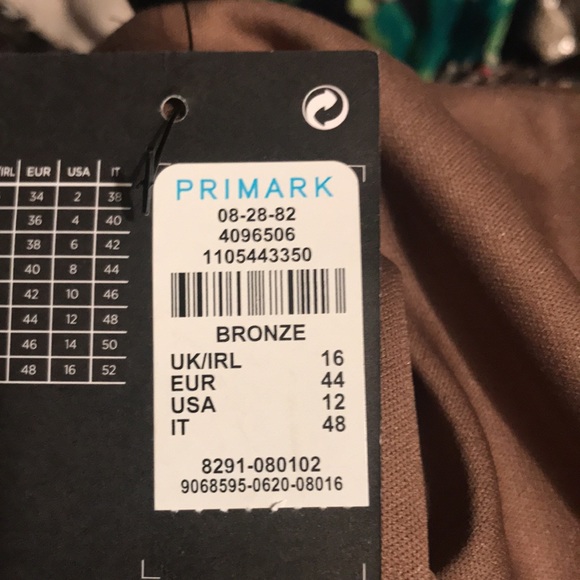 IRL EUR USA IT
34 2 38
36 4 40
38 6 42
40 8 44
42 10 46
44 12 48
46 14 50
48 16 52
PRIMARK
08-28-82
4096506
1105443350
BRONZE
UK/IRL 16
EUR 44
USA 12
IT 48
8291-080102
9068595-0620-08016